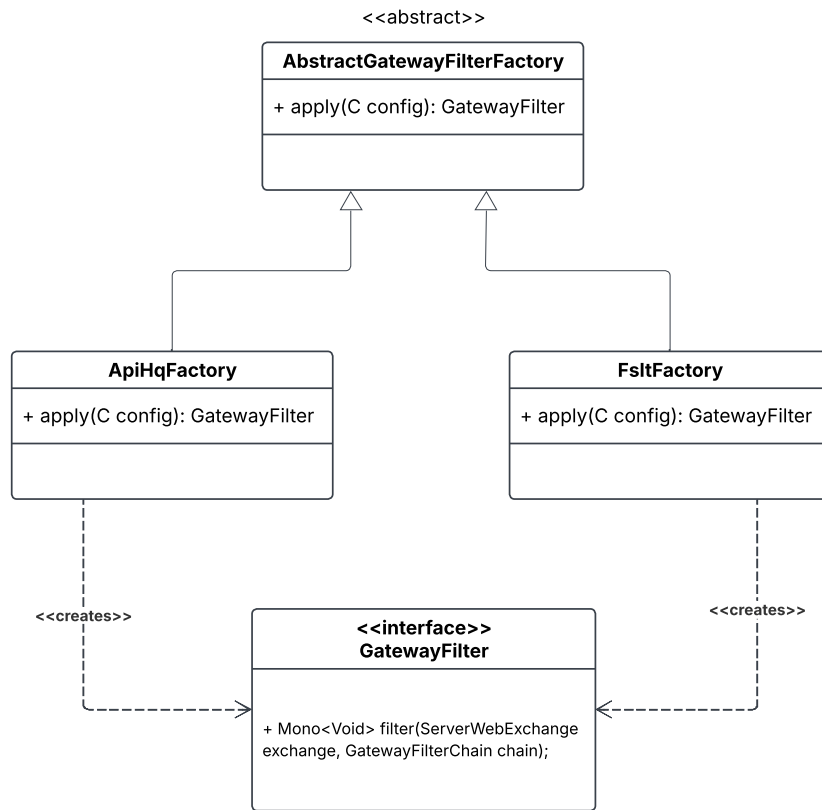 <<abstract>>
AbstractGatewayFilterFactory
+ apply(C config): GatewayFilter
ApiHqFactory
+ apply(C config): GatewayFilter
FsltFactory
+ apply(C config): GatewayFilter
<<creates>>
<<creates>>
<<interface>>
GatewayFilter
+ Mono<Void> filter(ServerWebExchange
exchange, GatewayFilterChain chain);